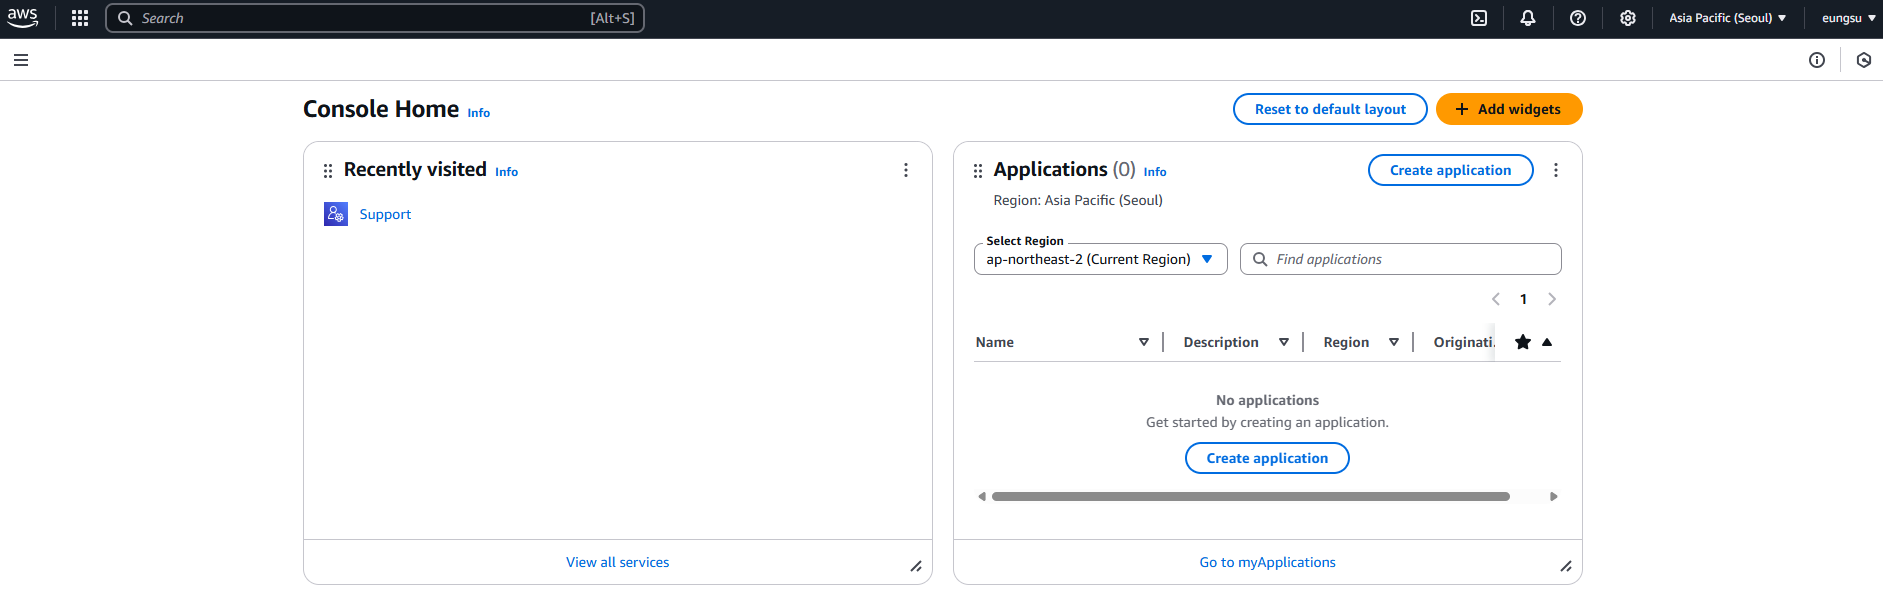 aws Search [Alt+S] Asia Pacific (Seoul) eungsu
Console Home Info Reset to default layout Add widgets
Recently visited Info
Support
View all services
Applications (0) Info Create application
Region: Asia Pacific (Seoul)
Select Region
ap-northeast-2 (Current Region) Find applications
1
Name Description Region Originati.
No applications
Get started by creating an application.
Create application
Go to myApplications